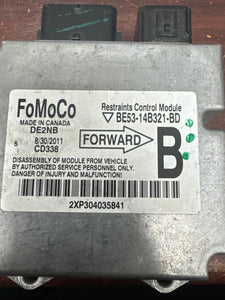 FoMoCo
MADE IN CANADA
DE2NB
5 8/30/2011
CD338
Restraints Control Module
BE53-14B321-BD
FORWARD
B
DISASSEMBLY OF MODULE FROM VEHICLE
BY AUTHORIZED SERVICE PERSONNEL ONLY.
DANGER OF INJURY AND MALFUNCTION
2XP304035841